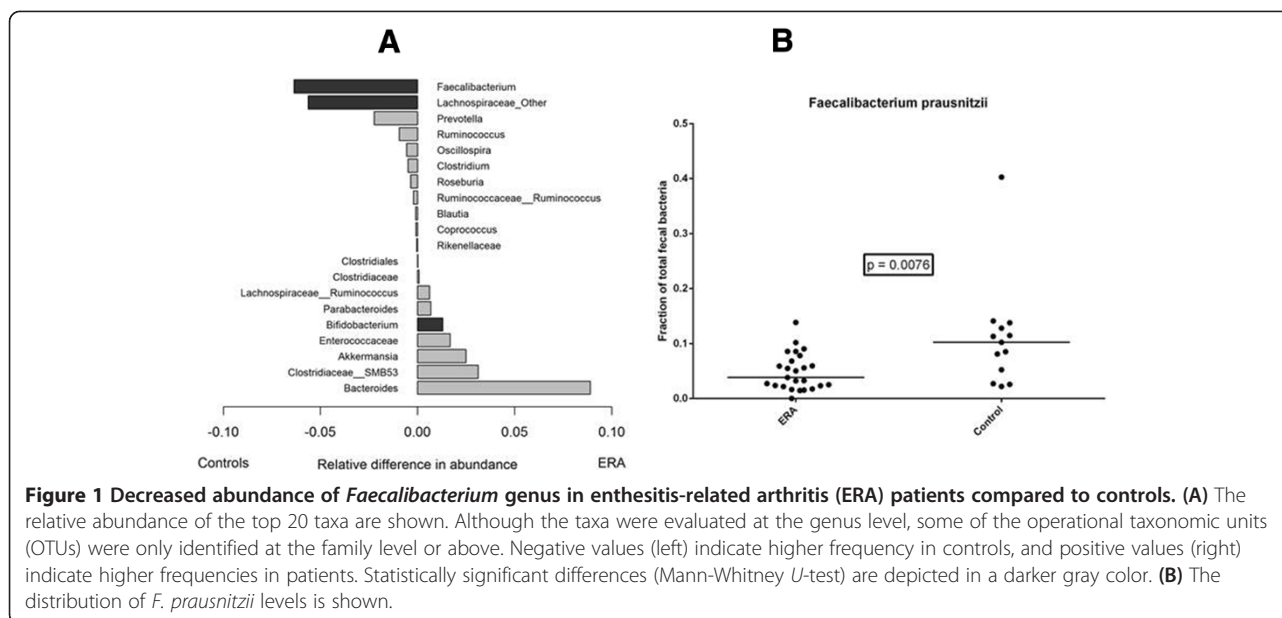 A
Faecalibacterium
Lachnospiraceae_Other
Prevotella
Ruminococcus
Oscillospira
Clostridium
Roseburia
Ruminococcaceae__Ruminococcus
Blautia
Coprococcus
Rikenellaceae
Clostridiales
Clostridiaceae
Lachnospiraceae__Ruminococcus
Parabacteroides
Bifidobacterium
Enterococcaceae
Akkermansia
Clostridiaceae__SMB53
Bacteroides
-0.10 -0.05 0.00 0.05 0.10
Controls Relative difference in abundance ERA
B
Faecalibacterium prausnitzii
Fraction of total fecal bacteria
0.5
0.4
0.3
0.2
0.1
0.0
p = 0.0076
ERA Control
Figure 1 Decreased abundance of Faecalibacterium genus in enthesitis-related arthritis (ERA) patients compared to controls. (A) The
relative abundance of the top 20 taxa are shown. Although the taxa were evaluated at the genus level, some of the operational taxonomic units
(OTUs) were only identified at the family level or above. Negative values (left) indicate higher frequency in controls, and positive values (right)
indicate higher frequencies in patients. Statistically significant differences (Mann-Whitney U-test) are depicted in a darker gray color. (B) The
distribution of F. prausnitzii levels is shown.